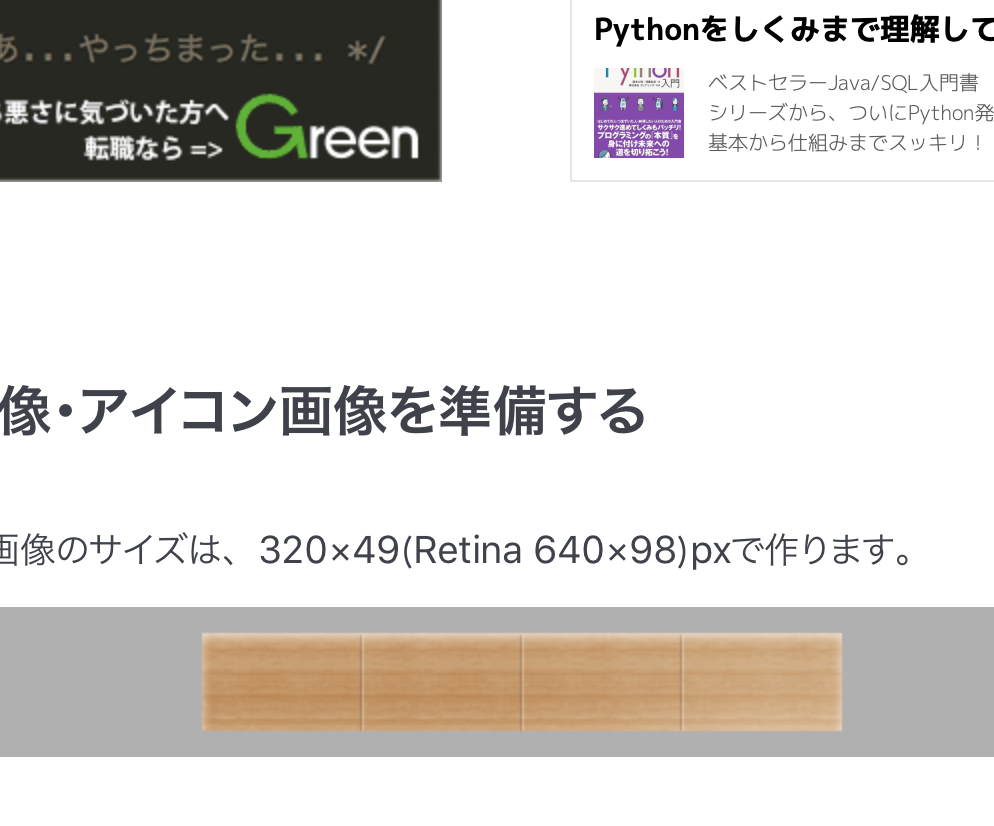 あ...やっちまった... */
悪さに気づいた方へ
転職なら => Green
Pythonをしくみまで理解して
Python
入門
サクサク進めてしくみもバッチリ!
プログラミングの「本質」を
身に付け未来への
道を切り拓こう!
ベストセラーJava/SQL入門書
シリーズから、ついにPython発
基本から仕組みまでスッキリ！
像・アイコン画像を準備する
画像のサイズは、320×49(Retina 640×98)pxで作ります。